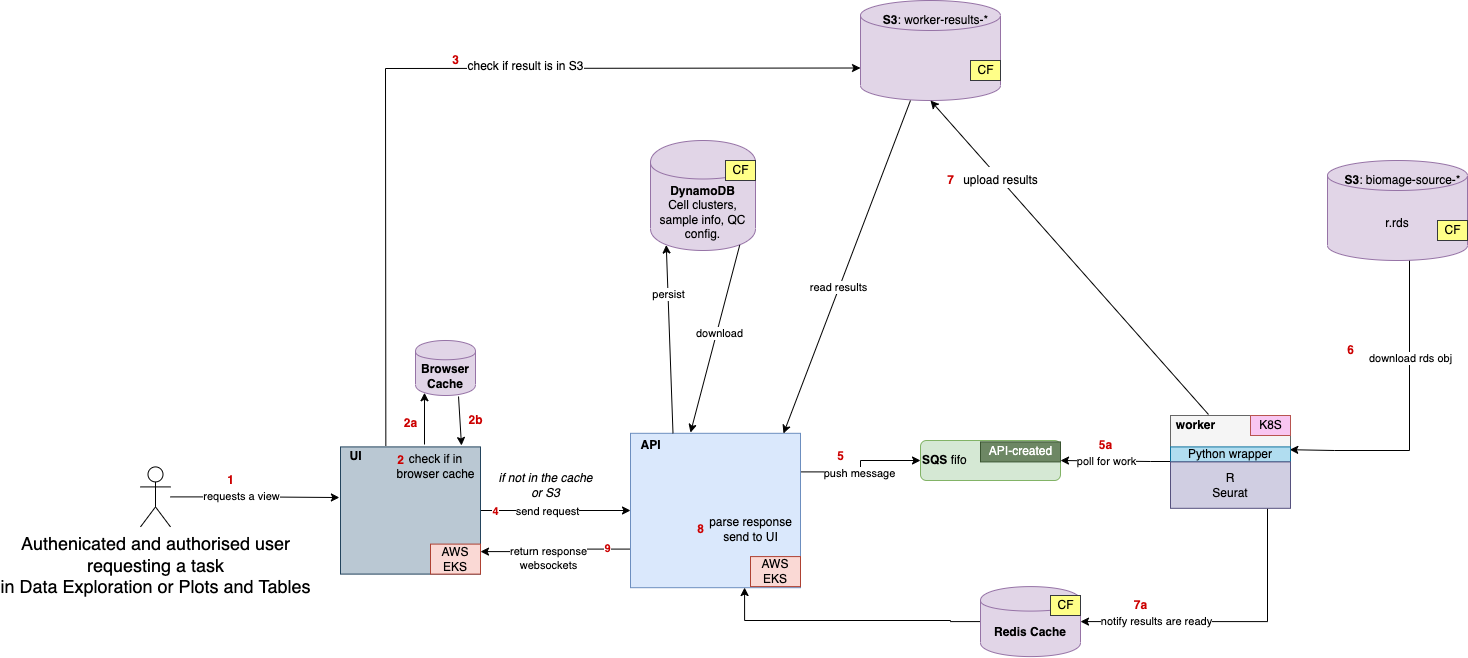 S3: worker-results-*
CF
3
check if result is in S3
CF
DynamoDB
Cell clusters,
sample info, QC
config.
7 upload results
S3: biomage-source-*
r.rds
CF
persist
read results
download
Browser
Cache
6
download rds obj
2a
2b
UI
2 check if in
browser cache
API
5
push message
API-created
SQS fifo
5a
poll for work
worker
K8S
Python wrapper
R
Seurat
1
requests a view
if not in the cache
or S3
4 send request
8 parse response
send to UI
return response 9
websockets
AWS
EKS
AWS
EKS
Authenicated and authorised user
requesting a task
in Data Exploration or Plots and Tables
CF
Redis Cache
7a
notify results are ready